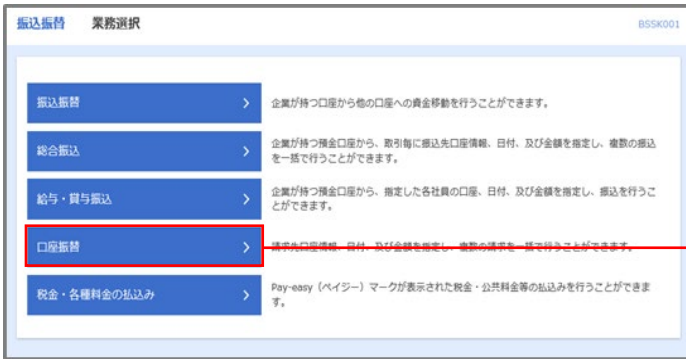 振込振替 業務選択 BSSK001
振込振替 企業が持つ口座から他の口座への資金移動を行うことができます。
総合振込 企業が持つ預金口座から、取引毎に振込先口座情報、日付、及び金額を指定し、複数の振込
を一括で行うことができます。
給与・賞与振込 企業が持つ預金口座から、指定した各社員の口座、日付、及び金額を指定し、振込を行うこ
とができます。
口座振替 請求先口座情報、日付、及び金額を指定し、複数の請求を一括で行うことができます。
税金・各種料金の払込み Pay-easy（ペイジー）マークが表示された税金・公共料金等の払込みを行うことができま
す。